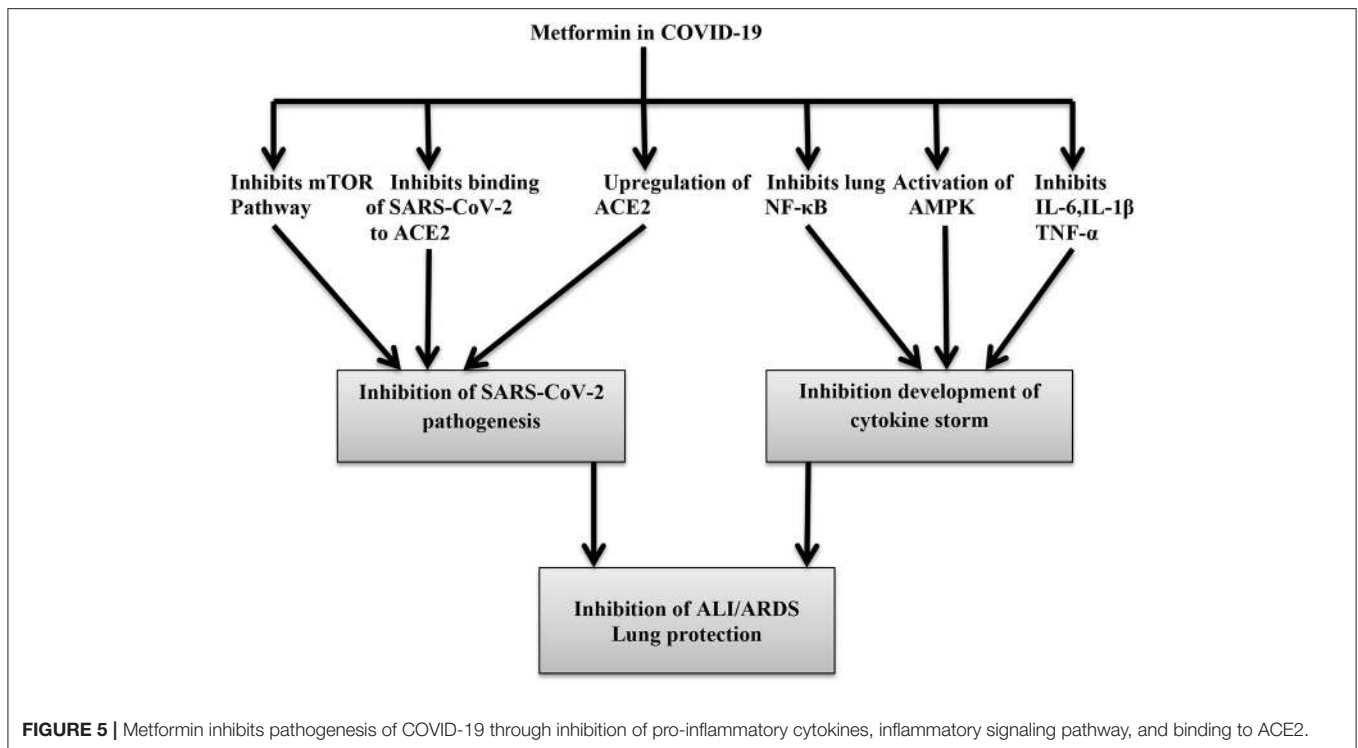 Metformin in COVID-19
Inhibits mTOR
Pathway
Inhibits binding
of SARS-CoV-2
to ACE2
Upregulation of
ACE2
Inhibits lung
NF-κB
Activation of
AMPK
Inhibits
IL-6,IL-1β
TNF-α
Inhibition of SARS-CoV-2
pathogenesis
Inhibition development of
cytokine storm
Inhibition of ALI/ARDS
Lung protection
FIGURE 5 | Metformin inhibits pathogenesis of COVID-19 through inhibition of pro-inflammatory cytokines, inflammatory signaling pathway, and binding to ACE2.